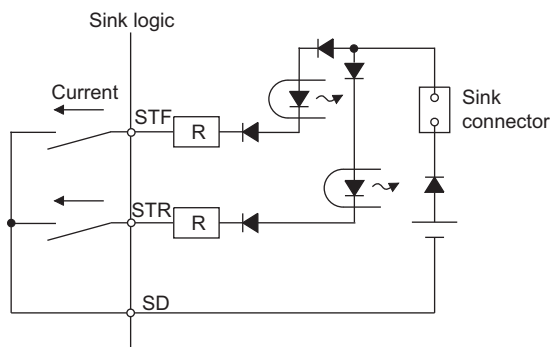 Sink logic
Current
STF
R
Sink
connector
STR
R
SD